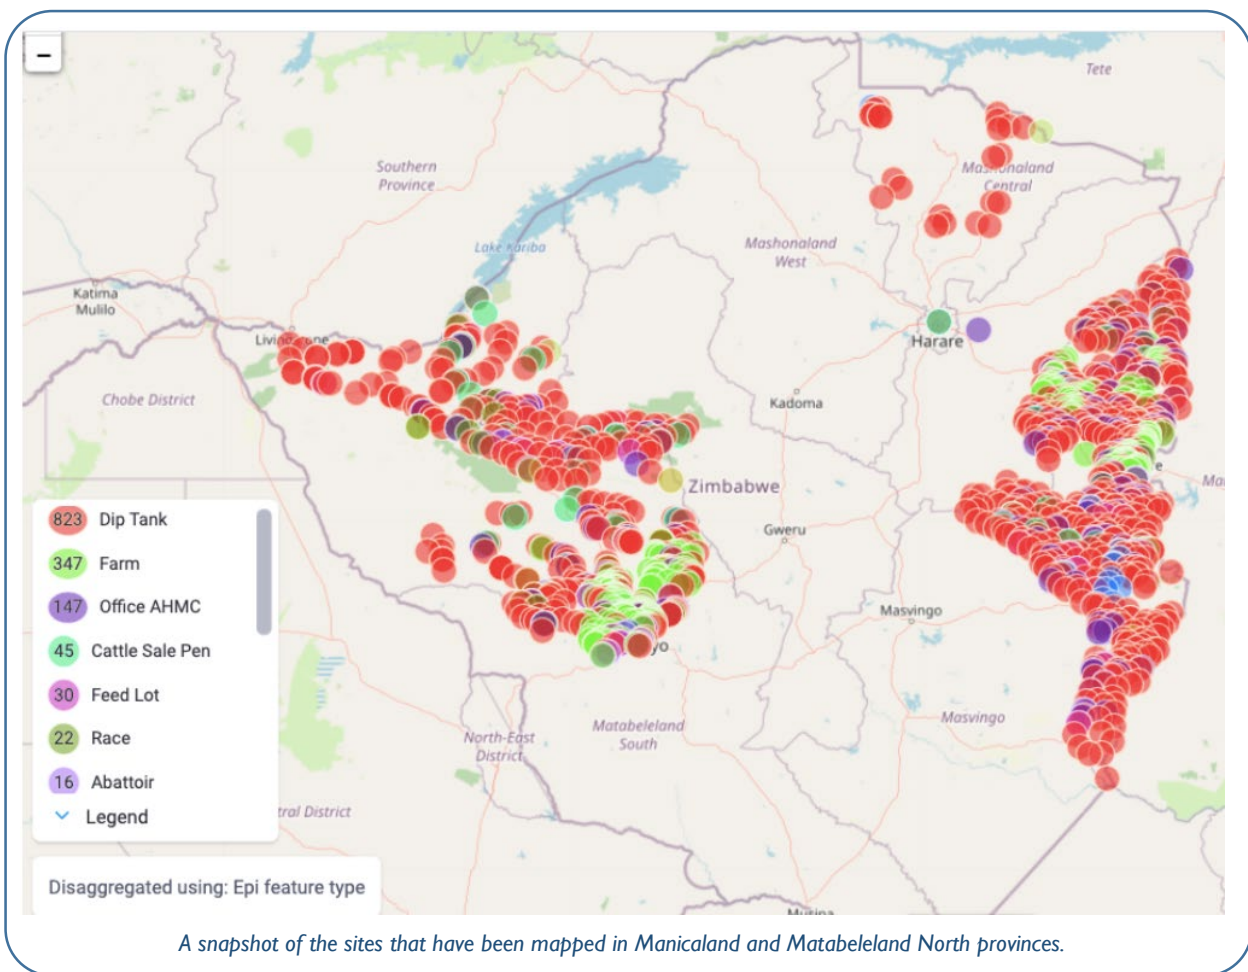 −
Tete
Southern
Province
Mashonaland
Central
Lake Kariba
Mashonaland
West
Katima
Mulilo
Harare
Chobe District
Kadoma
Zimbabwe
Gweru
Masvingo
Masvingo
Matabeleland
South
North-East
District
823 Dip Tank
347 Farm
147 Office AHMC
45 Cattle Sale Pen
30 Feed Lot
22 Race
16 Abattoir
Legend
tral District
Disaggregated using: Epi feature type
A snapshot of the sites that have been mapped in Manicaland and Matabeleland North provinces.